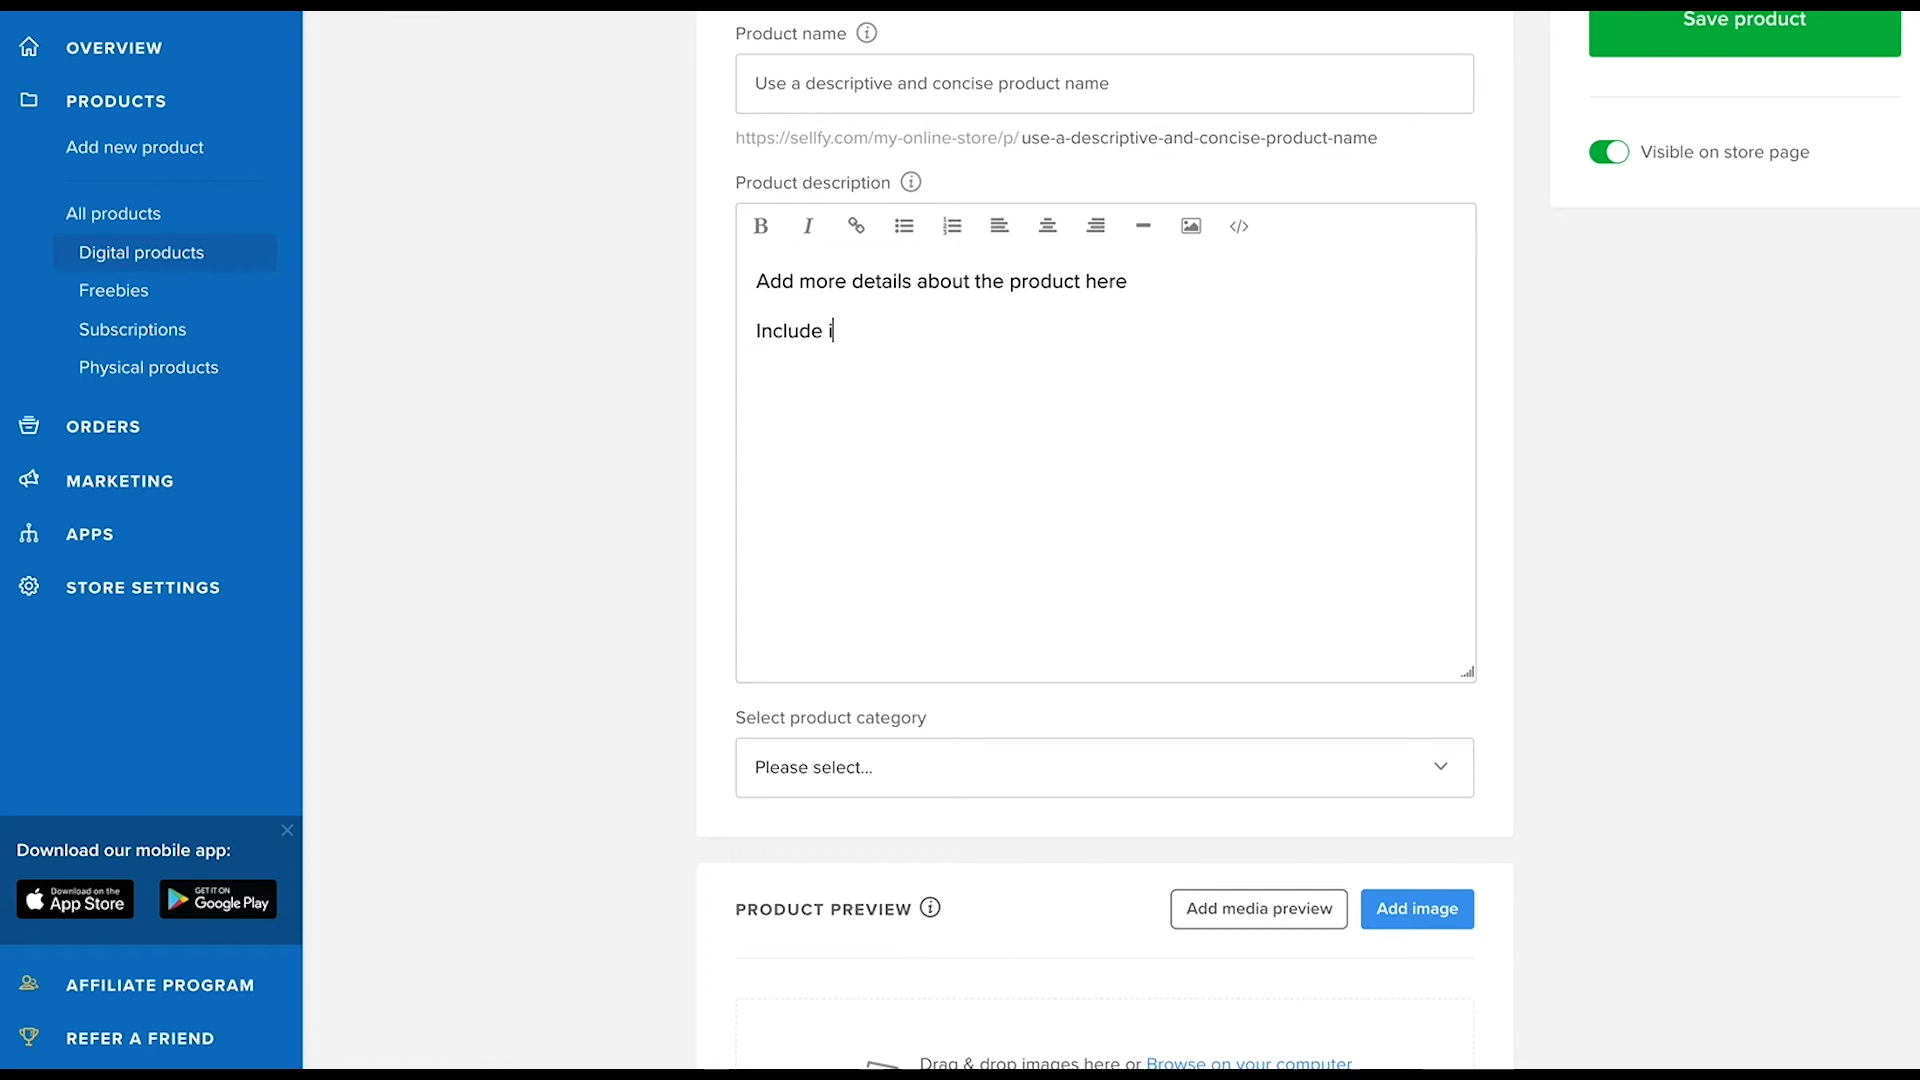 OVERVIEW
PRODUCTS
Add new product
All products
Digital products
Freebies
Subscriptions
Physical products
ORDERS
MARKETING
APPS
STORE SETTINGS
Download our mobile app:
Download on the
App Store
GET IT ON
Google Play
AFFILIATE PROGRAM
REFER A FRIEND
Product name
Use a descriptive and concise product name
https://sellfy.com/my-online-store/p/ use-a-descriptive-and-concise-product-name
Product description
Add more details about the product here
Include i
Select product category
Please select...
PRODUCT PREVIEW
Add media preview
Add image
Drag & drop images here or Browse on your computer
Save product
Visible on store page